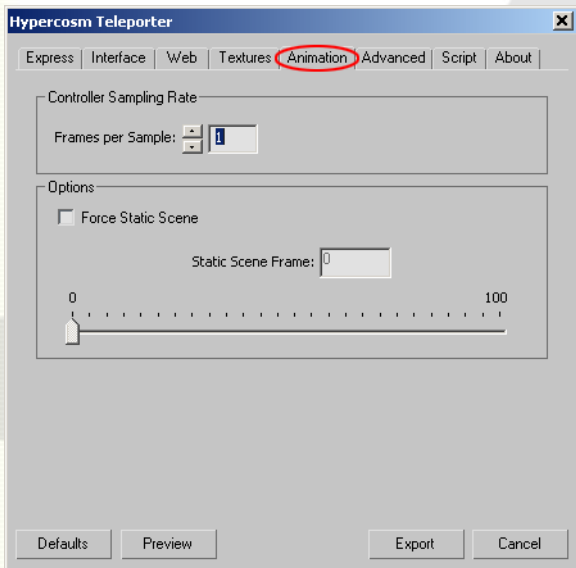 Hypercosm Teleporter
Express Interface Web Textures Animation Advanced Script About
Controller Sampling Rate
Frames per Sample: 1
Options
Force Static Scene
Static Scene Frame: 0
0 100
Defaults Preview Export Cancel